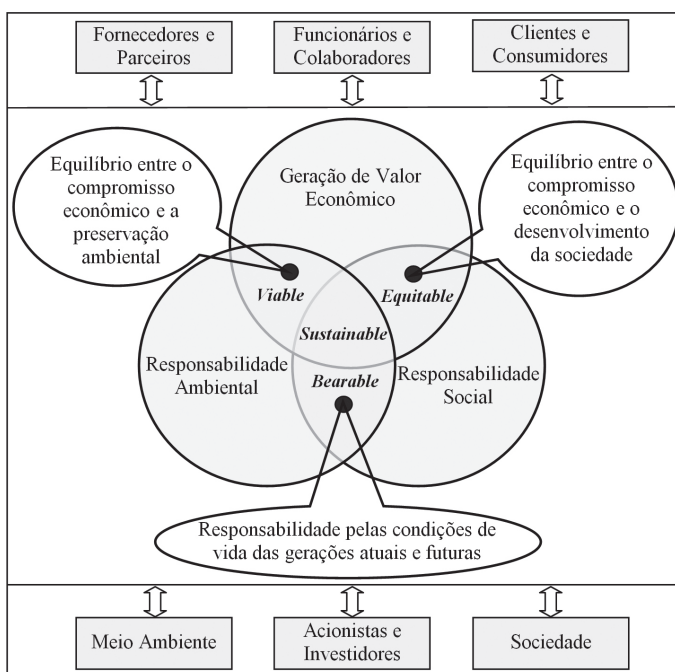 Fornecedores e
Parceiros
Funcionários e
Colaboradores
Clientes e
Consumidores
Equilíbrio entre o
compromisso
econômico e a
preservação
ambiental
Geração de Valor
Econômico
Equilíbrio entre o
compromisso
econômico e o
desenvolvimento
da sociedade
Viable
Equitable
Sustainable
Responsabilidade
Ambiental
Bearable
Responsabilidade
Social
Responsabilidade pelas condições de
vida das gerações atuais e futuras
Meio Ambiente
Acionistas e
Investidores
Sociedade